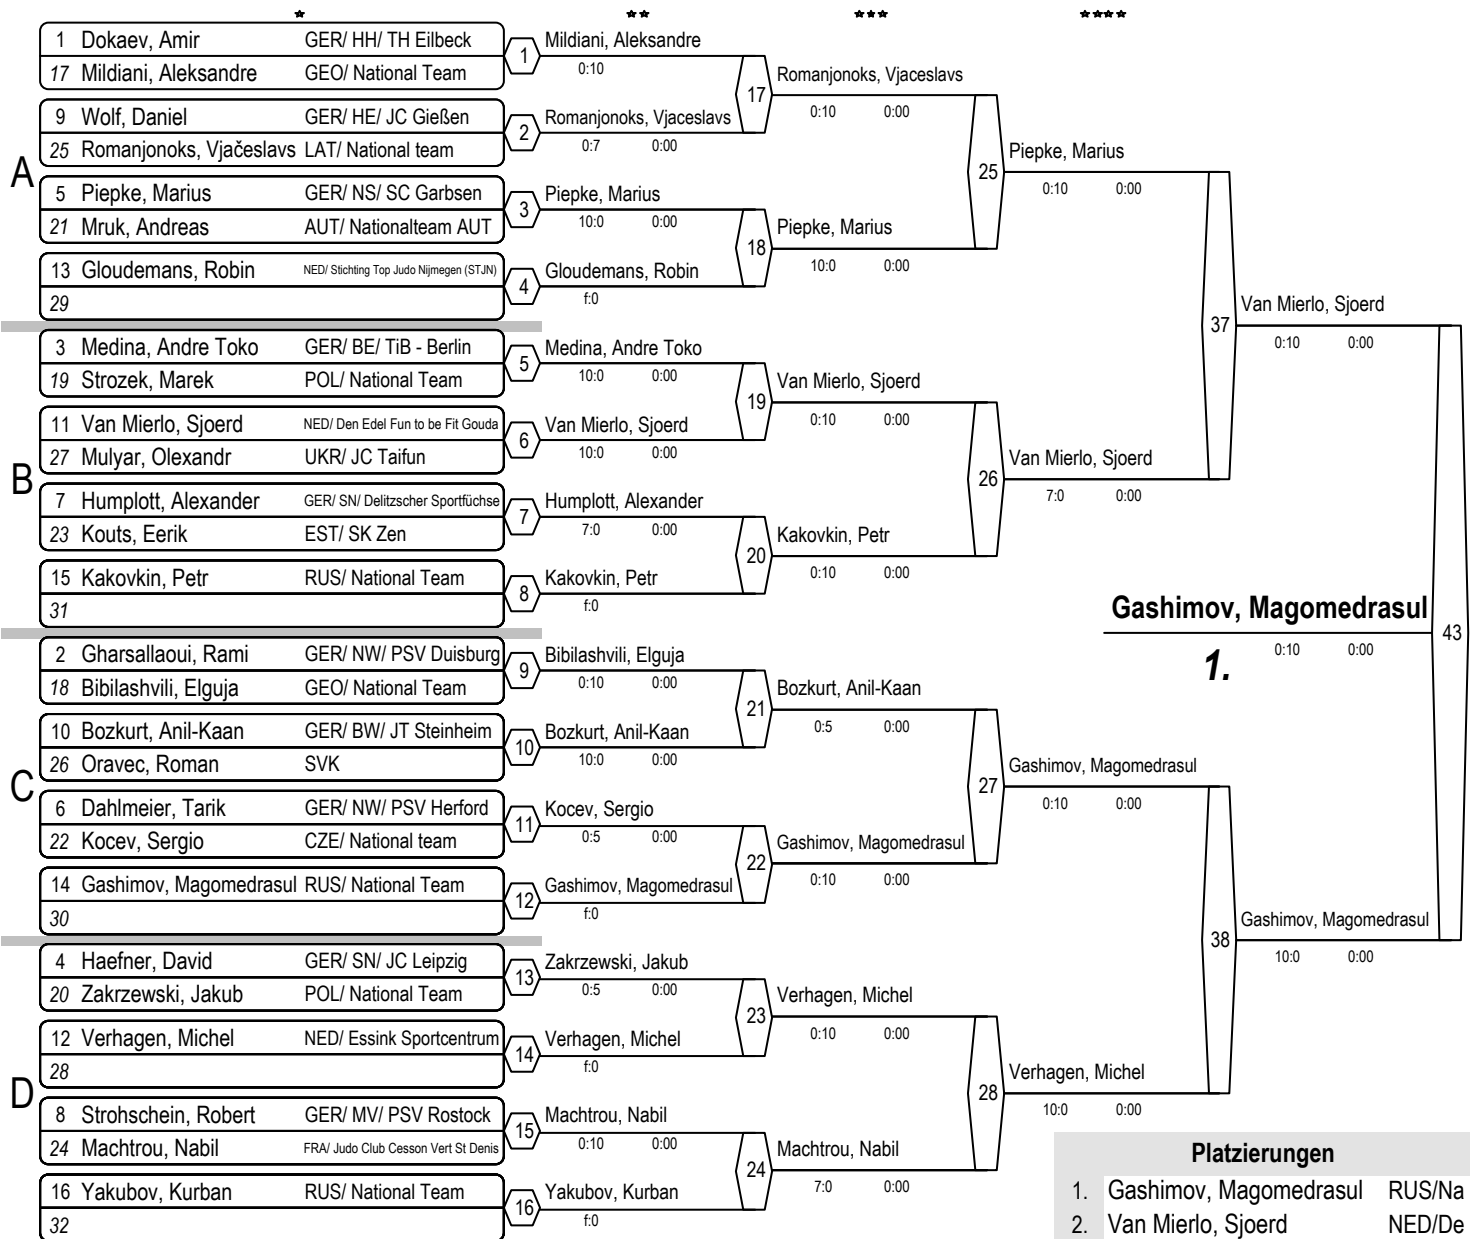 * ** *** ****
A
1 Dokaev, Amir GER/ HH/ TH Eilbeck
17 Mildiani, Aleksandre GEO/ National Team
9 Wolf, Daniel GER/ HE/ JC Gießen
25 Romanjonoks, Vjačeslavs LAT/ National team
5 Piepke, Marius GER/ NS/ SC Garbsen
21 Mruk, Andreas AUT/ Nationalteam AUT
13 Gloudemans, Robin NED/ Stichting Top Judo Nijmegen (STJN)
29
B
3 Medina, Andre Toko GER/ BE/ TiB - Berlin
19 Strozek, Marek POL/ National Team
11 Van Mierlo, Sjoerd NED/ Den Edel Fun to be Fit Gouda
27 Mulyar, Olexandr UKR/ JC Taifun
7 Humplott, Alexander GER/ SN/ Delitzscher Sportfüchse
23 Kouts, Eerik EST/ SK Zen
15 Kakovkin, Petr RUS/ National Team
31
C
2 Gharsallaoui, Rami GER/ NW/ PSV Duisburg
18 Bibilashvili, Elguja GEO/ National Team
10 Bozkurt, Anil-Kaan GER/ BW/ JT Steinheim
26 Oravec, Roman SVK
6 Dahlmeier, Tarik GER/ NW/ PSV Herford
22 Kocev, Sergio CZE/ National team
14 Gashimov, Magomedrasul RUS/ National Team
30
D
4 Haefner, David GER/ SN/ JC Leipzig
20 Zakrzewski, Jakub POL/ National Team
12 Verhagen, Michel NED/ Essink Sportcentrum
28
8 Strohschein, Robert GER/ MV/ PSV Rostock
24 Machtrou, Nabil FRA/ Judo Club Cesson Vert St Denis
16 Yakubov, Kurban RUS/ National Team
32
1 Mildiani, Aleksandre
0:10
2 Romanjonoks, Vjaceslavs
0:7 0:00
3 Piepke, Marius
10:0 0:00
4 Gloudemans, Robin
f:0
5 Medina, Andre Toko
10:0 0:00
6 Van Mierlo, Sjoerd
10:0 0:00
7 Humplott, Alexander
7:0 0:00
8 Kakovkin, Petr
f:0
9 Bibilashvili, Elguja
0:10 0:00
10 Bozkurt, Anil-Kaan
10:0 0:00
11 Kocev, Sergio
0:5 0:00
12 Gashimov, Magomedrasul
f:0
13 Zakrzewski, Jakub
0:5 0:00
14 Verhagen, Michel
f:0
15 Machtrou, Nabil
0:10 0:00
16 Yakubov, Kurban
f:0
17 Romanjonoks, Vjaceslavs
0:10 0:00
18 Piepke, Marius
10:0 0:00
19 Van Mierlo, Sjoerd
0:10 0:00
20 Kakovkin, Petr
0:10 0:00
21 Bozkurt, Anil-Kaan
0:5 0:00
22 Gashimov, Magomedrasul
0:10 0:00
23 Verhagen, Michel
0:10 0:00
24 Machtrou, Nabil
7:0 0:00
25 Piepke, Marius
0:10 0:00
26 Van Mierlo, Sjoerd
7:0 0:00
27 Gashimov, Magomedrasul
0:10 0:00
28 Verhagen, Michel
10:0 0:00
37 Van Mierlo, Sjoerd
0:10 0:00
38 Gashimov, Magomedrasul
10:0 0:00
Gashimov, Magomedrasul 43
1. 0:10 0:00
Platzierungen
1. Gashimov, Magomedrasul RUS/Na
2. Van Mierlo, Sjoerd NED/De